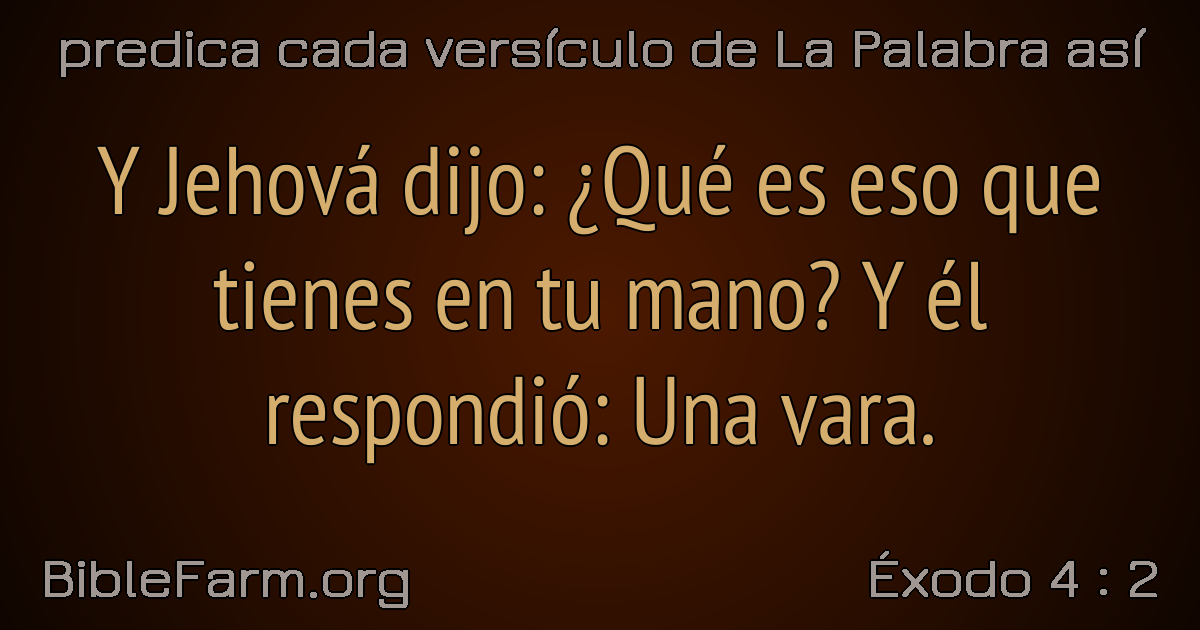 predica cada versículo de La Palabra así
Y Jehová dijo: ¿Qué es eso que
tienes en tu mano? Y él
respondió: Una vara.
BibleFarm.org
Éxodo 4 : 2